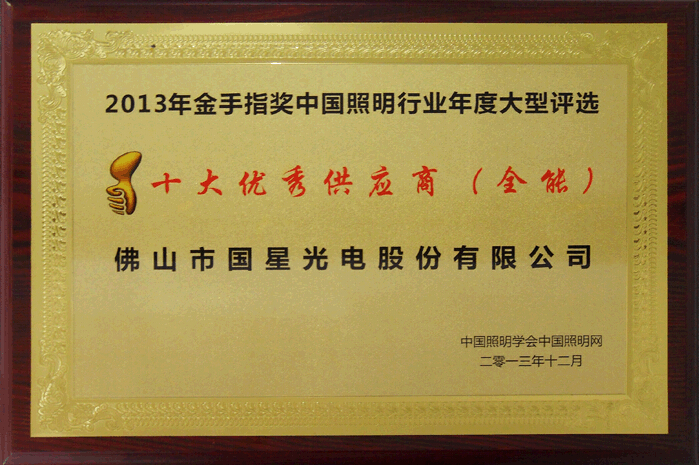 2013年金手指奖中国照明行业年度大型评选
十大优秀供应商（全能）
佛山市国星光电股份有限公司
中国照明学会中国照明网
二零一三年十二月